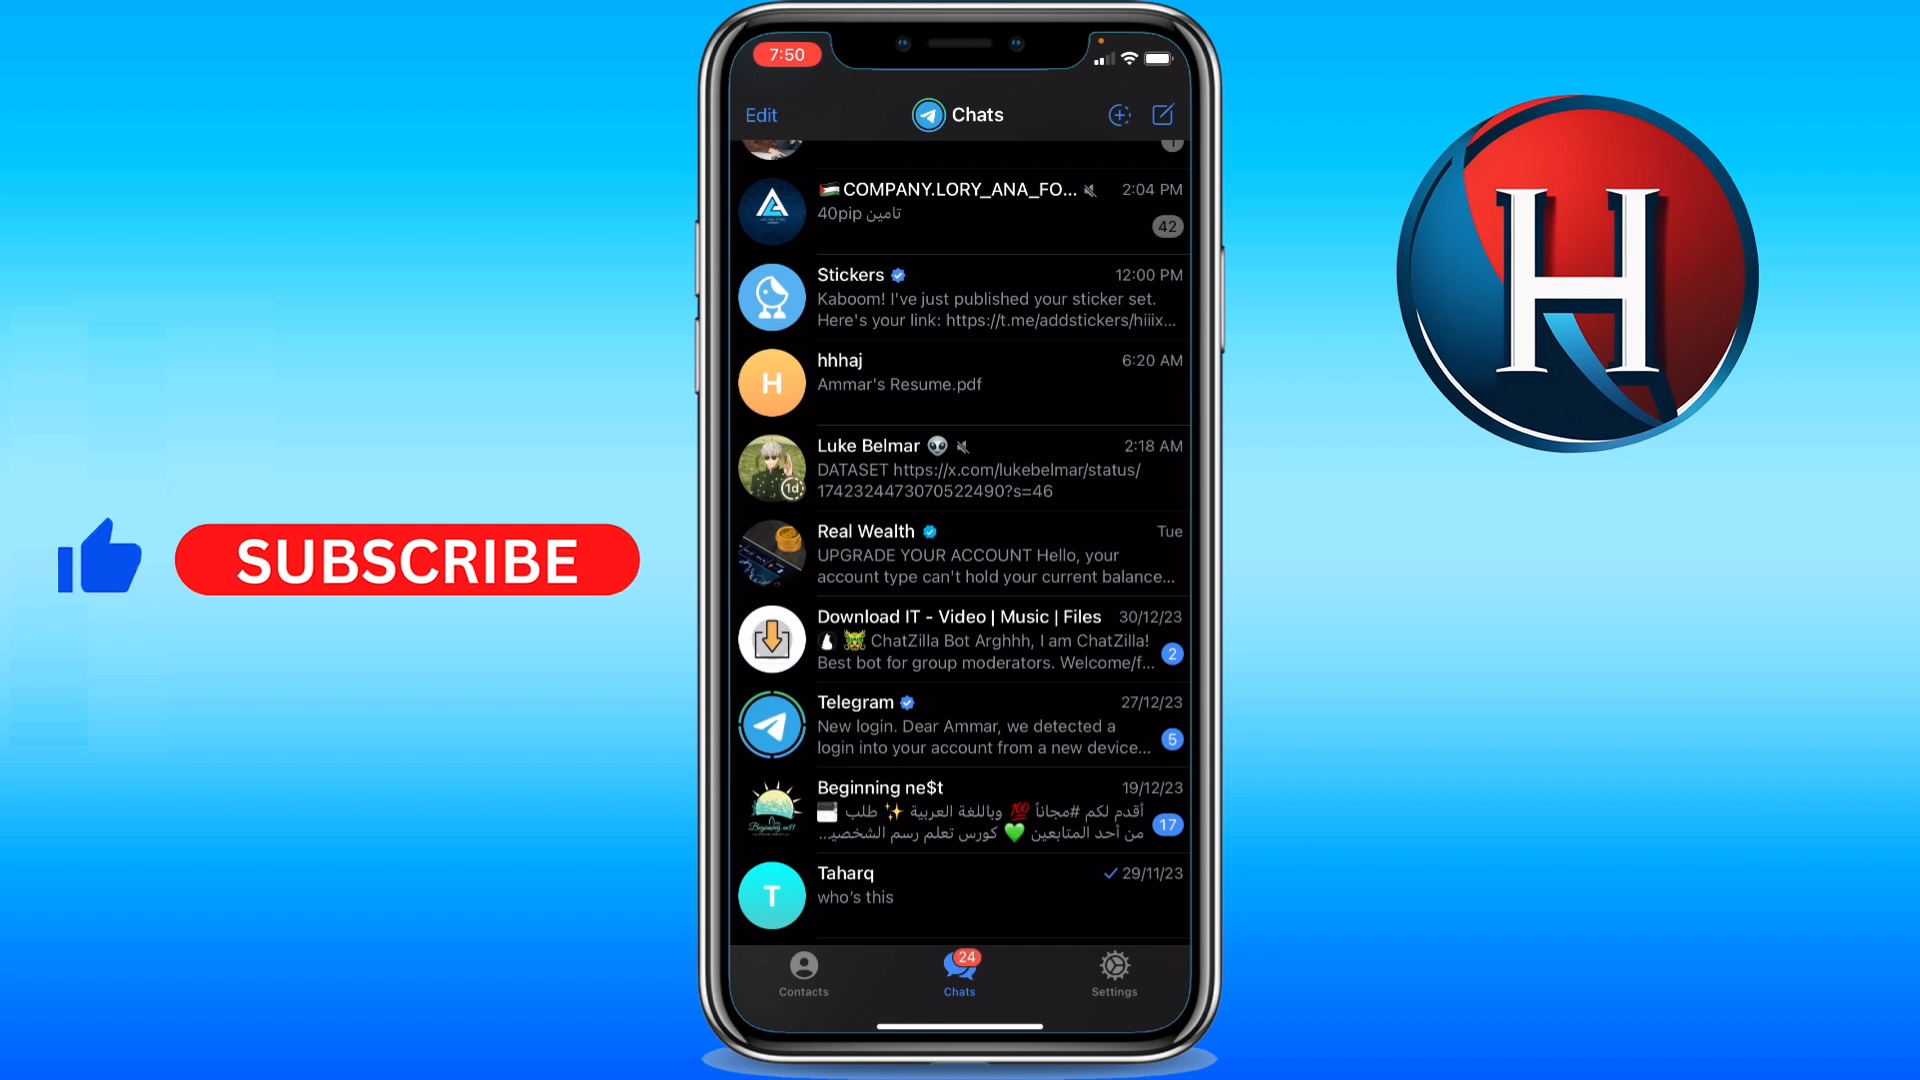 7:50
Edit
Chats
1
🇵🇸COMPANY.LORY_ANA_FO...
2:04 PM
40pip تامين
42
Stickers
12:00 PM
Kaboom! I've just published your sticker set.
Here's your link: https://t.me/addstickers/hiiix...
hhhaj
6:20 AM
H
Ammar's Resume.pdf
Luke Belmar 👽
2:18 AM
DATASET https://x.com/lukebelmar/status/
1742324473070522490?s=46
1d
Real Wealth
Tue
UPGRADE YOUR ACCOUNT Hello, your
account type can't hold your current balance...
Download IT - Video | Music | Files
30/12/23
ChatZilla Bot Arghhh, I am ChatZilla!
Best bot for group moderators. Welcome/f...
2
Telegram
27/12/23
New login. Dear Ammar, we detected a
login into your account from a new device...
5
Beginning ne$t
19/12/23
أقدم لكم #مجاناً 💯 وباللغة العربية ✨ طلب
من أحد المتابعين 💚 كورس تعلم رسم الشخصيـ...
17
Beginning ne$t
Taharq
29/11/23
T
who's this
Contacts
24
Chats
Settings
SUBSCRIBE
H